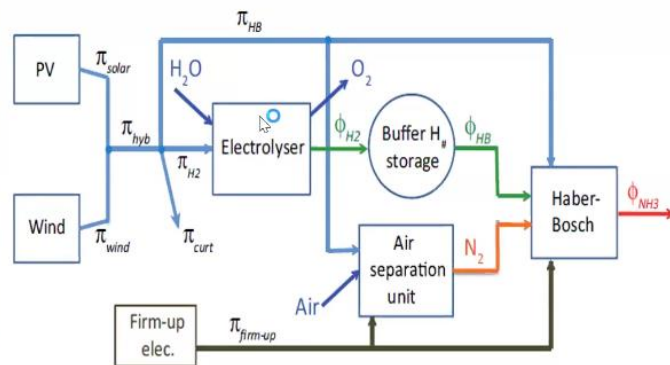 π_HB
PV
π_solar
H₂O
O₂
π_hyb
π_H2
Electrolyser
ϕ_H2
Buffer H_#
storage
ϕ_HB
Wind
π_wind
π_curt
Haber-
Bosch
ϕ_NH3
Air
separation
unit
N₂
Air
Firm-up
elec.
π_firm-up